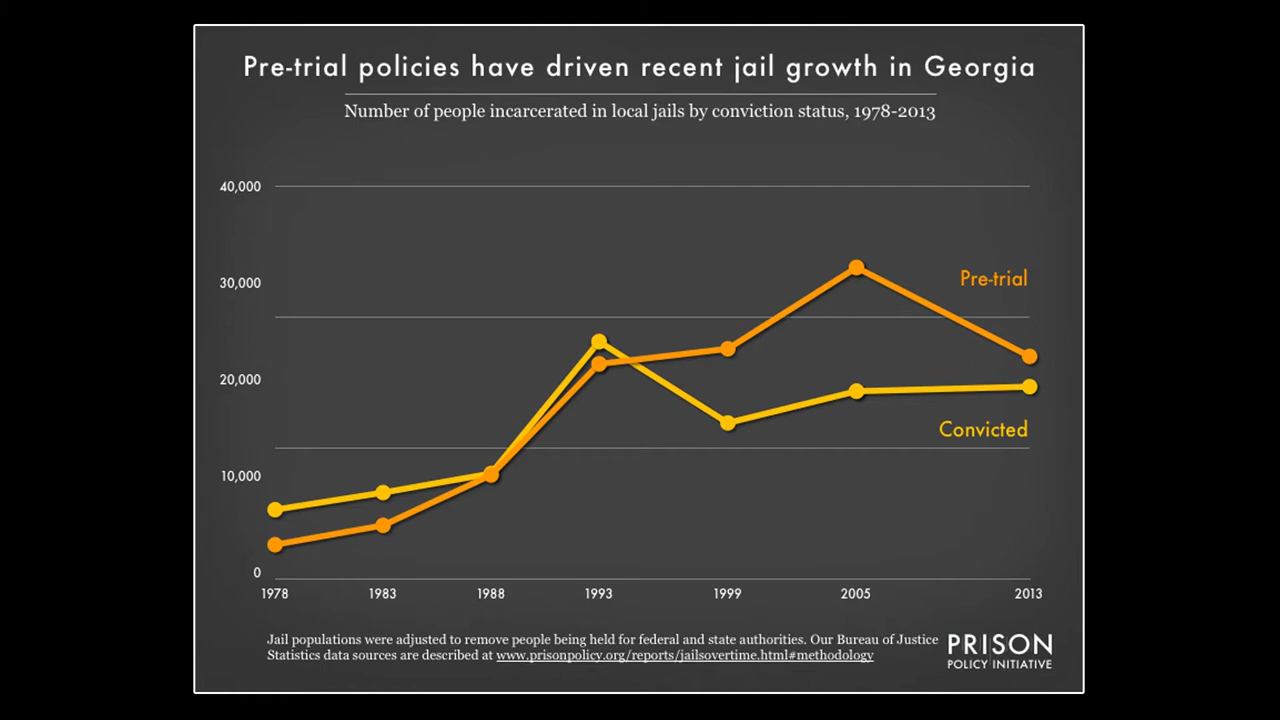 Pre-trial policies have driven recent jail growth in Georgia
Number of people incarcerated in local jails by conviction status, 1978-2013
40,000
30,000
Pre-trial
20,000
Convicted
10,000
0
1978 1983 1988 1993 1999 2005 2013
Jail populations were adjusted to remove people being held for federal and state authorities. Our Bureau of Justice
Statistics data sources are described at www.prisonpolicy.org/reports/jailsovertime.html#methodology
PRISON
POLICY INITIATIVE